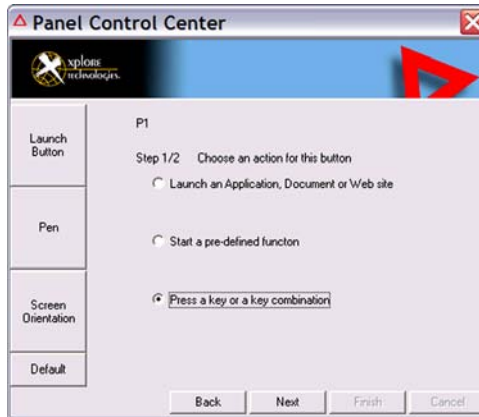 Panel Control Center
xplore
technologies.
Launch
Button
Pen
Screen
Orientation
Default
P1
Step 1/2 Choose an action for this button
Launch an Application, Document or Web site
Start a pre-defined functon
Press a key or a key combination
Back Next Finish Cancel